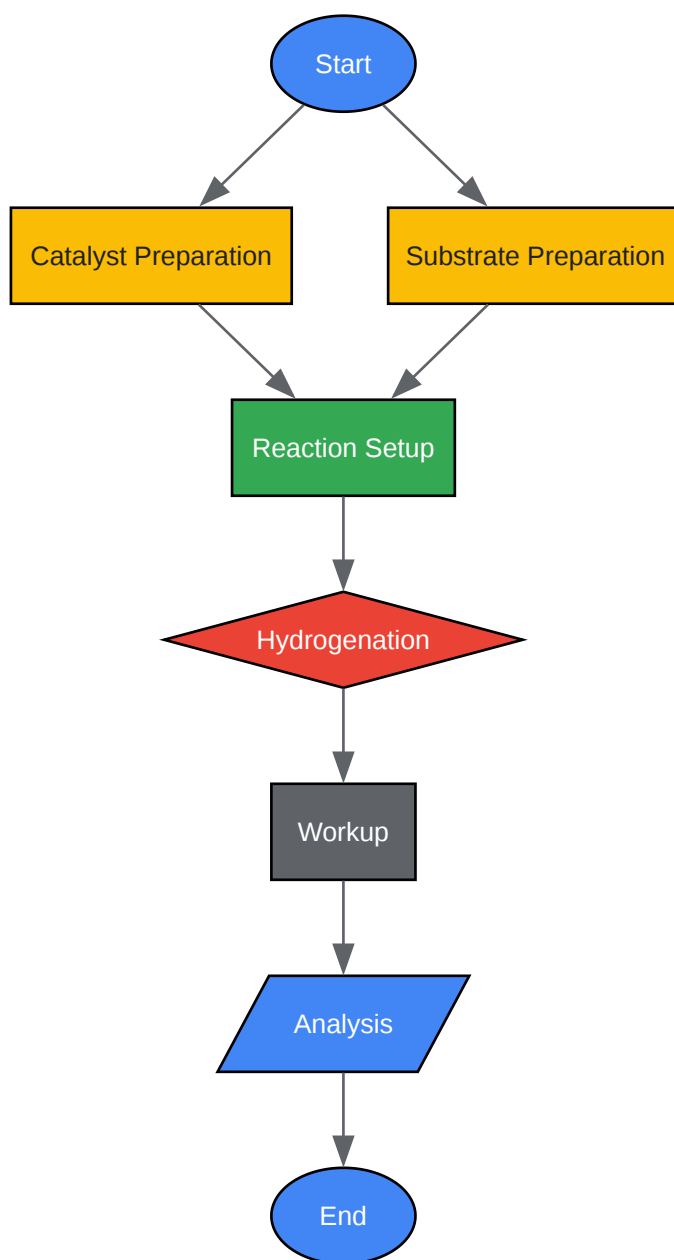 Start
Catalyst Preparation
Substrate Preparation
Reaction Setup
Hydrogenation
Workup
Analysis
End